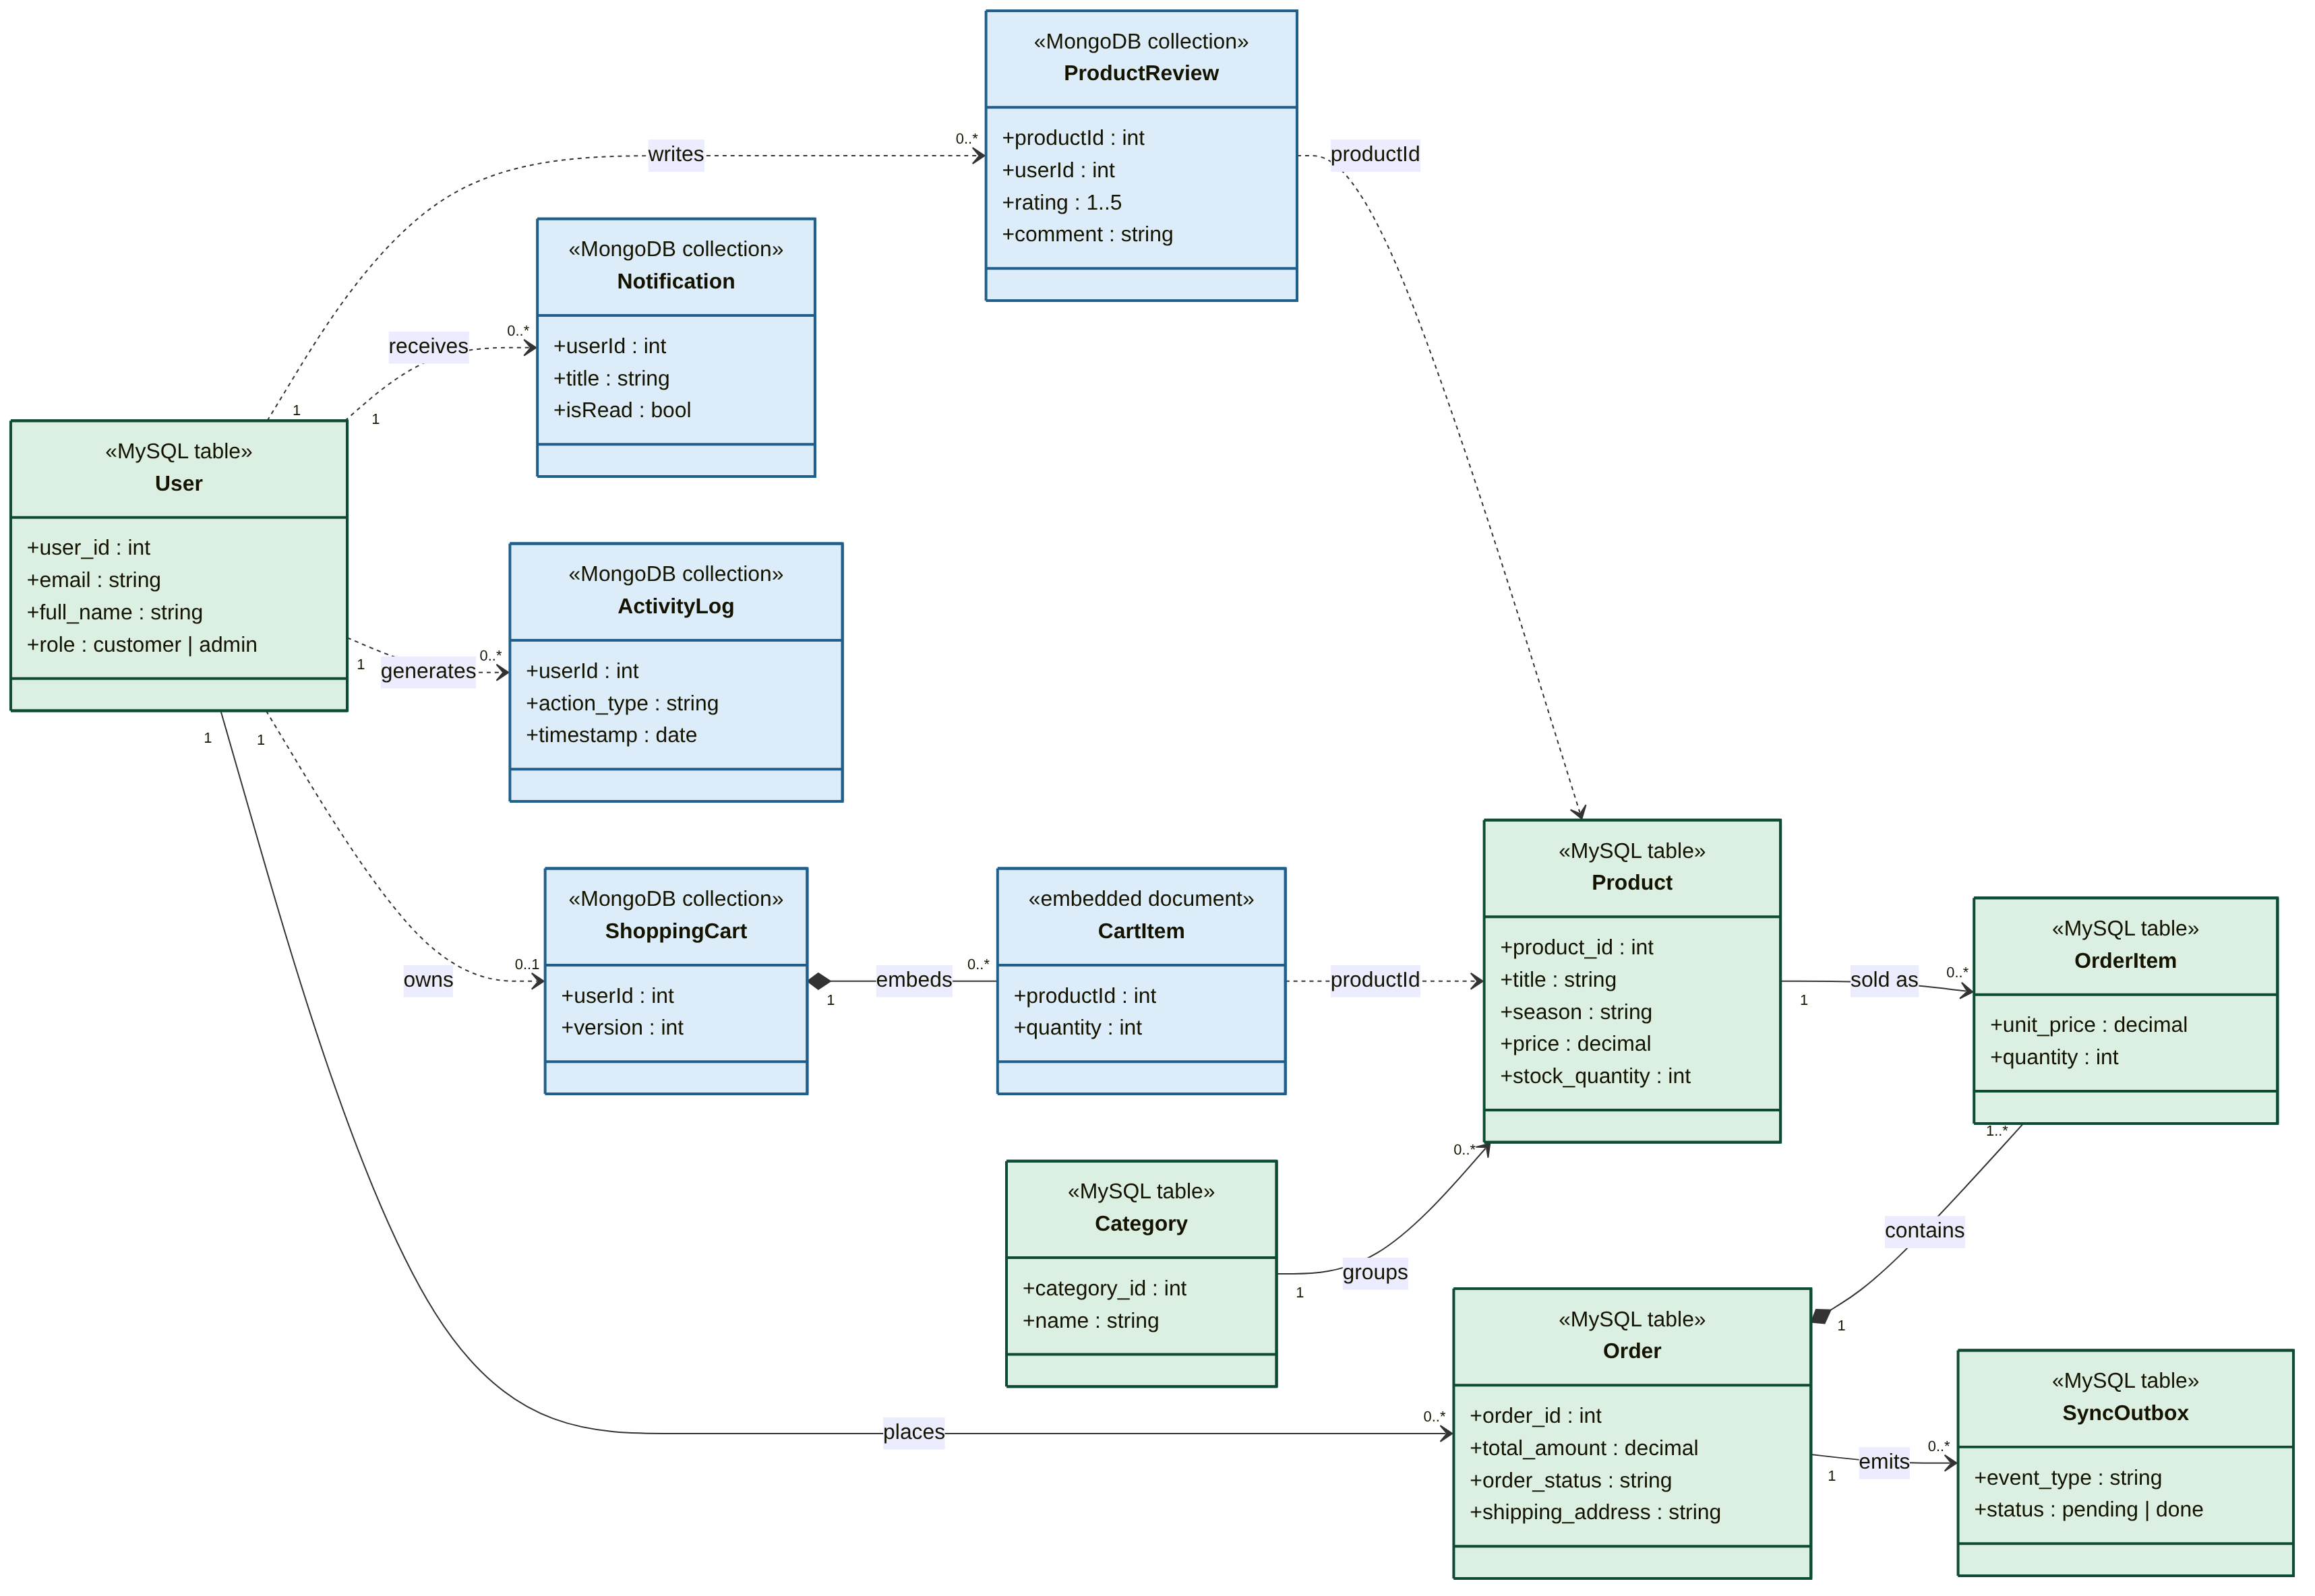 «MongoDB collection»
ProductReview
+productId : int
+userId : int
+rating : 1..5
+comment : string
writes
0..*
productId
«MongoDB collection»
Notification
+userId : int
+title : string
+isRead : bool
receives
0..*
1
1
«MySQL table»
User
+user_id : int
+email : string
+full_name : string
+role : customer | admin
«MongoDB collection»
ActivityLog
+userId : int
+action_type : string
+timestamp : date
1
generates
0..*
1
1
«MongoDB collection»
ShoppingCart
+userId : int
+version : int
owns
0..1
1
embeds
0..*
«embedded document»
CartItem
+productId : int
+quantity : int
productId
«MySQL table»
Product
+product_id : int
+title : string
+season : string
+price : decimal
+stock_quantity : int
1
sold as
0..*
«MySQL table»
OrderItem
+unit_price : decimal
+quantity : int
1..*
contains
1
«MySQL table»
Category
+category_id : int
+name : string
1
groups
0..*
places
0..*
«MySQL table»
Order
+order_id : int
+total_amount : decimal
+order_status : string
+shipping_address : string
1
emits
0..*
«MySQL table»
SyncOutbox
+event_type : string
+status : pending | done